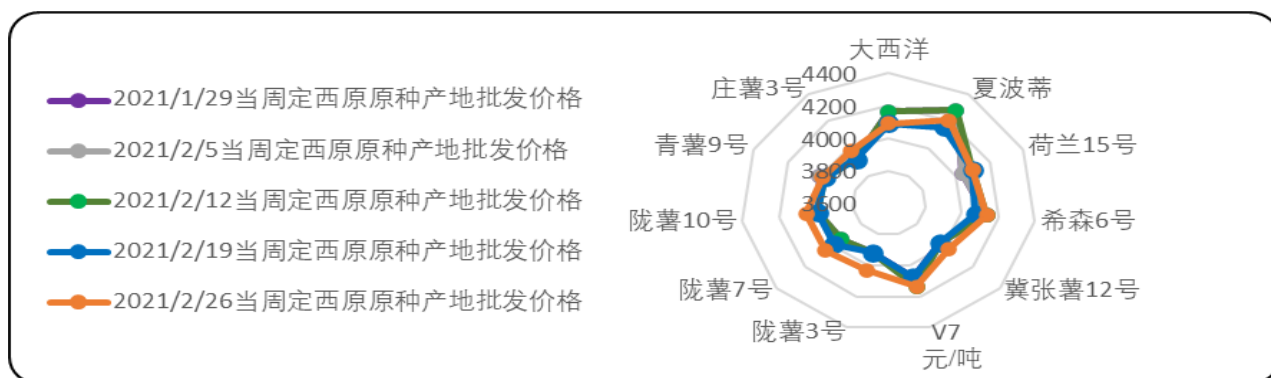 2021/1/29当周定西原原种产地批发价格
2021/2/5当周定西原原种产地批发价格
2021/2/12当周定西原原种产地批发价格
2021/2/19当周定西原原种产地批发价格
2021/2/26当周定西原原种产地批发价格
大西洋
夏波蒂
荷兰15号
希森6号
冀张薯12号
V7
元/吨
陇薯3号
陇薯7号
陇薯10号
青薯9号
庄薯3号
4400
4200
4000
3800
3600